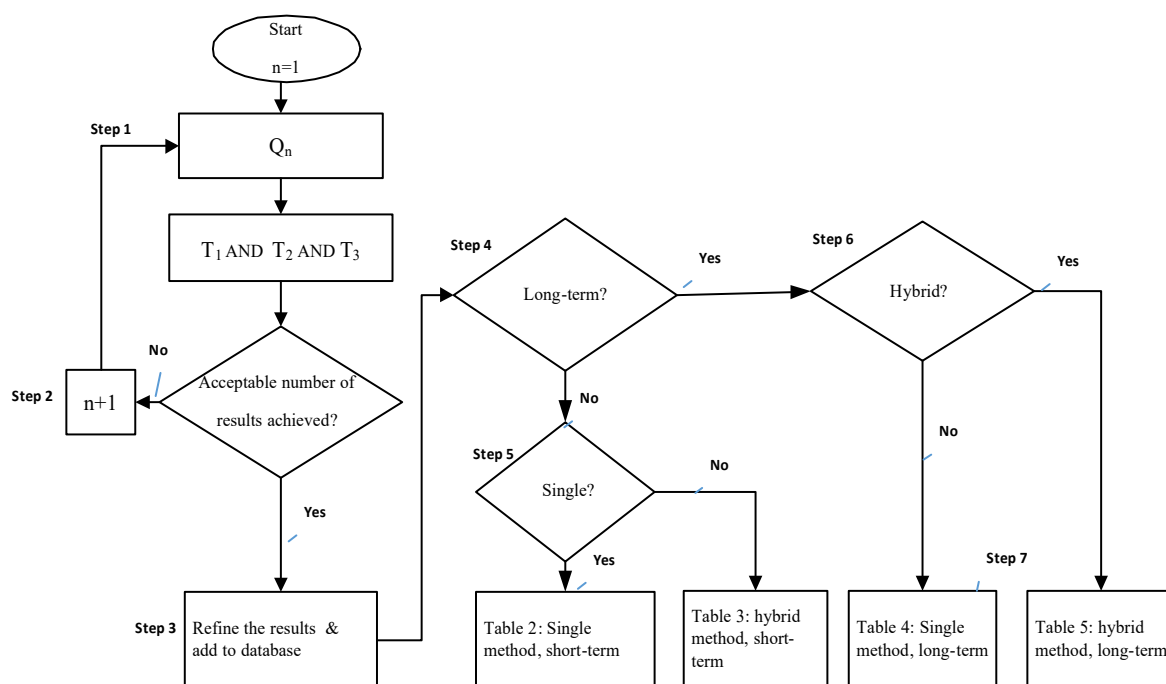 Start
n=1
Step 1
Qn
T1 AND T2 AND T3
Step 4
Yes
Step 6
Yes
Long-term?
Hybrid?
No
Acceptable number of
results achieved?
Step 2
n+1
No
Step 5
No
No
Single?
Yes
Yes
Step 7
Step 3
Refine the results &
add to database
Table 2: Single
method, short-term
Table 3: hybrid
method, short-
term
Table 4: Single
method, long-term
Table 5: hybrid
method, long-term